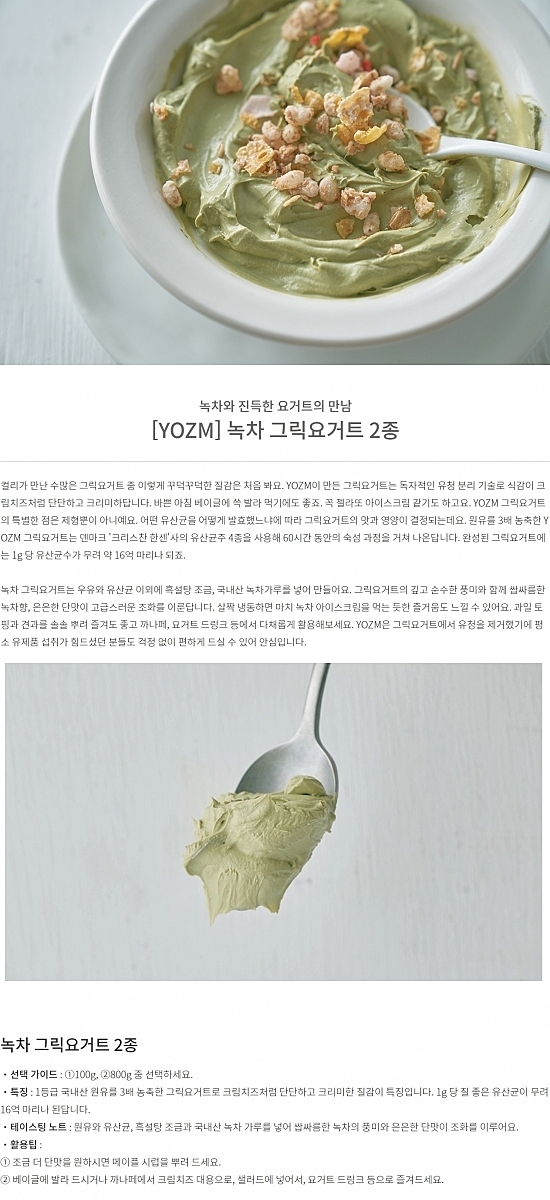 녹차와 진득한 요거트의 만남
[YOZM] 녹차 그릭요거트 2종
컬리가 만난 수많은 그릭요거트 중 이렇게 꾸덕꾸덕한 질감은 처음 봐요. YOZM이 만든 그릭요거트는 독자적인 유청 분리 기술로 식감이 크
림치즈처럼 단단하고 크리미하답니다. 바쁜 아침 베이글에 쓱 발라 먹기에도 좋죠. 꼭 젤라또 아이스크림 같기도 하고요. YOZM 그릭요거트
의 특별한 점은 제형뿐이 아니예요. 어떤 유산균을 어떻게 발효했느냐에 따라 그릭요거트의 맛과 영양이 결정되는데요. 원유를 3배 농축한 Y
OZM 그릭요거트는 덴마크 '크리스찬 한센'사의 유산균주 4종을 사용해 60시간 동안의 숙성 과정을 거쳐 나온답니다. 완성된 그릭요거트에
는 1g 당 유산균수가 무려 약 16억 마리나 되죠.
녹차 그릭요거트는 우유와 유산균 이외에 흑설탕 조금, 국내산 녹차가루를 넣어 만들어요. 그릭요거트의 깊고 순수한 풍미와 함께 쌉싸름한
녹차향, 은은한 단맛이 고급스러운 조화를 이룬답니다. 살짝 냉동하면 마치 녹차 아이스크림을 먹는 듯한 즐거움도 느낄 수 있어요. 과일 토
핑과 견과를 솔솔 뿌려 즐겨도 좋고 까나페, 요거트 드링크 등에서 다채롭게 활용해보세요. YOZM은 그릭요거트에서 유청을 제거했기에 평
소 유제품 섭취가 힘드셨던 분들도 걱정 없이 편하게 드실 수 있어 안심입니다.
녹차 그릭요거트 2종
・선택 가이드 : ①100g, ②800g 중 선택하세요.
・특징 : 1등급 국내산 원유를 3배 농축한 그릭요거트로 크림치즈처럼 단단하고 크리미한 질감이 특징입니다. 1g 당 질 좋은 유산균이 무려
16억 마리나 된답니다.
・테이스팅 노트 : 원유와 유산균, 흑설탕 조금과 국내산 녹차 가루를 넣어 쌉싸름한 녹차의 풍미와 은은한 단맛이 조화를 이루어요.
・활용팁 :
① 조금 더 단맛을 원하시면 메이플 시럽을 뿌려 드세요.
② 베이글에 발라 드시거나 까나페에서 크림치즈 대용으로, 샐러드에 넣어서, 요거트 드링크 등으로 즐겨드세요.